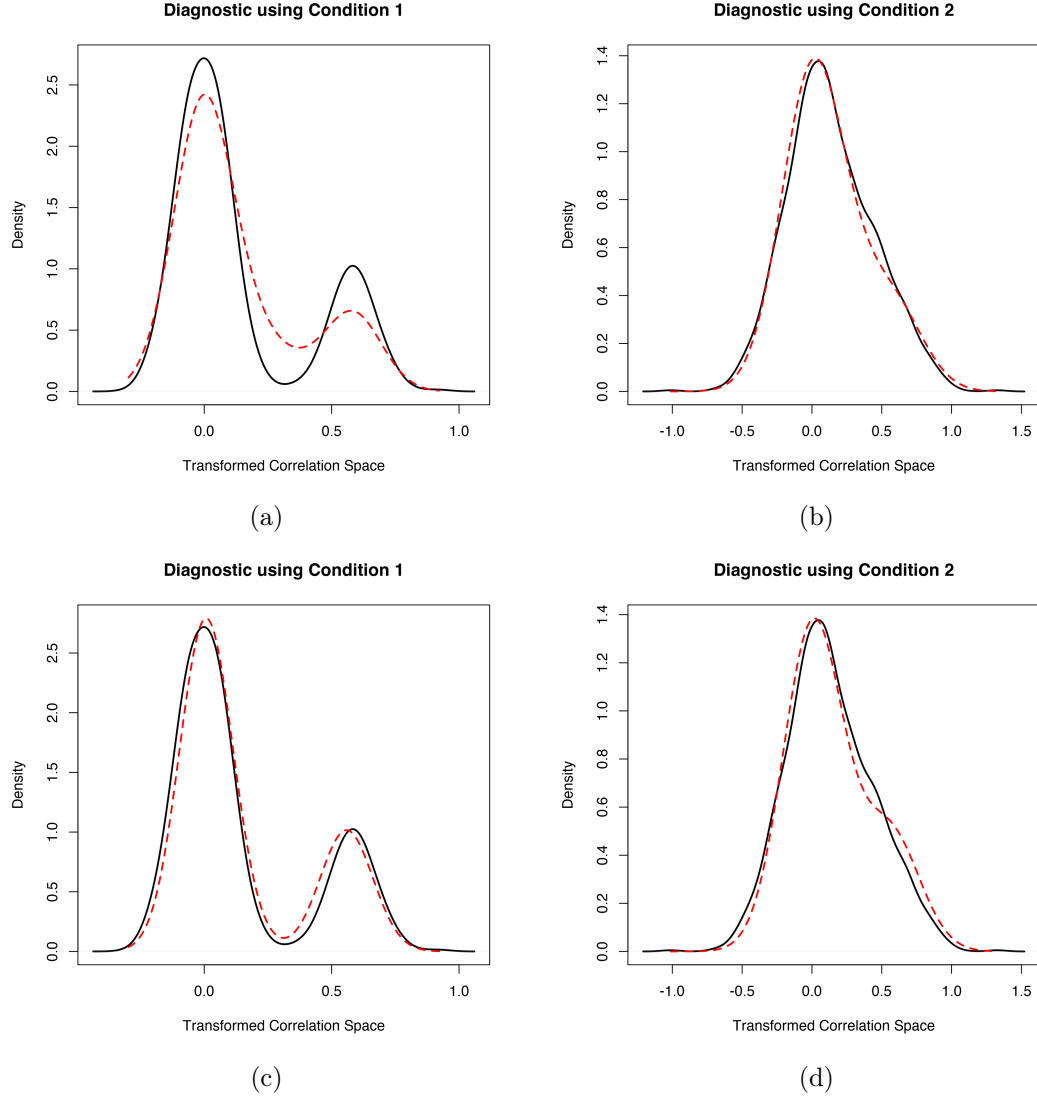 Diagnostic using Condition 1
Density
0.0 0.5 1.0 1.5 2.0 2.5
0.0 0.5 1.0
Transformed Correlation Space
(a)
Diagnostic using Condition 2
Density
0.0 0.2 0.4 0.6 0.8 1.0 1.2 1.4
-1.0 -0.5 0.0 0.5 1.0 1.5
Transformed Correlation Space
(b)
Diagnostic using Condition 1
Density
0.0 0.5 1.0 1.5 2.0 2.5
0.0 0.5 1.0
Transformed Correlation Space
(c)
Diagnostic using Condition 2
Density
0.0 0.2 0.4 0.6 0.8 1.0 1.2 1.4
-1.0 -0.5 0.0 0.5 1.0 1.5
Transformed Correlation Space
(d)